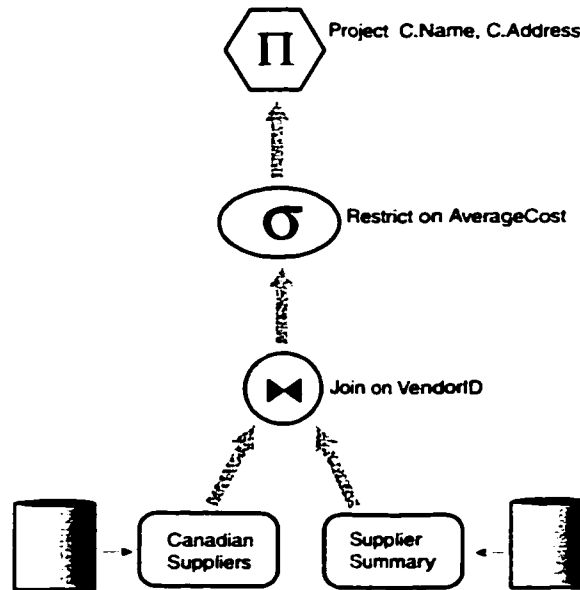 Π
Project C.Name, C.Address
σ
Restrict on AverageCost
⋈
Join on VendorID
Canadian
Suppliers
Supplier
Summary